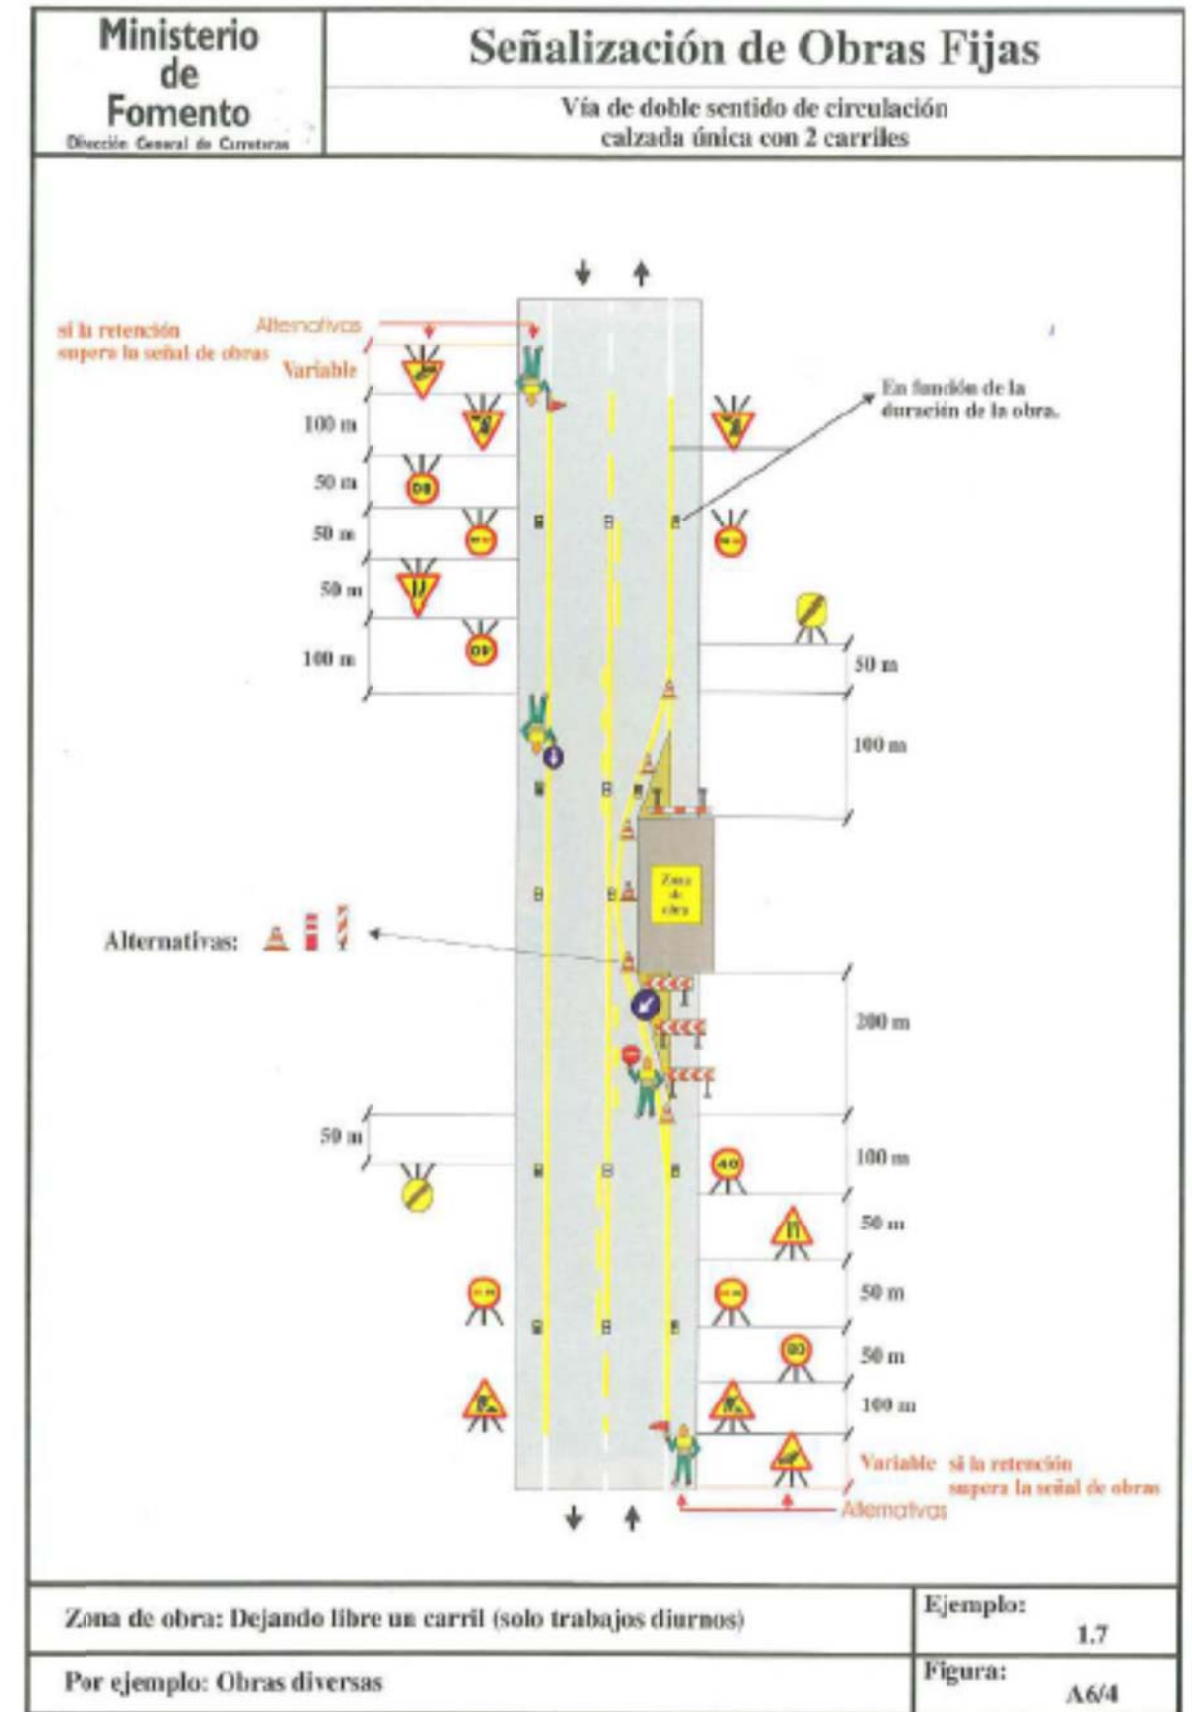 Ministerio
de
Fomento
Dirección General de Carreteras
Señalización de Obras Fijas
Vía de doble sentido de circulación
calzada única con 2 carriles
si la retención
supera la señal de obras
Alternativas
Variable
100 m
50 m
50 m
50 m
100 m
En función de la
duración de la obra.
50 m
100 m
Zona
de
obra
Alternativas:
200 m
50 m
100 m
40
50 m
50 m
80
50 m
100 m
Variable si la retención
supera la señal de obras
Alternativas
Zona de obra: Dejando libre un carril (solo trabajos diurnos)
Ejemplo:
1.7
Por ejemplo: Obras diversas
Figura:
A6/4